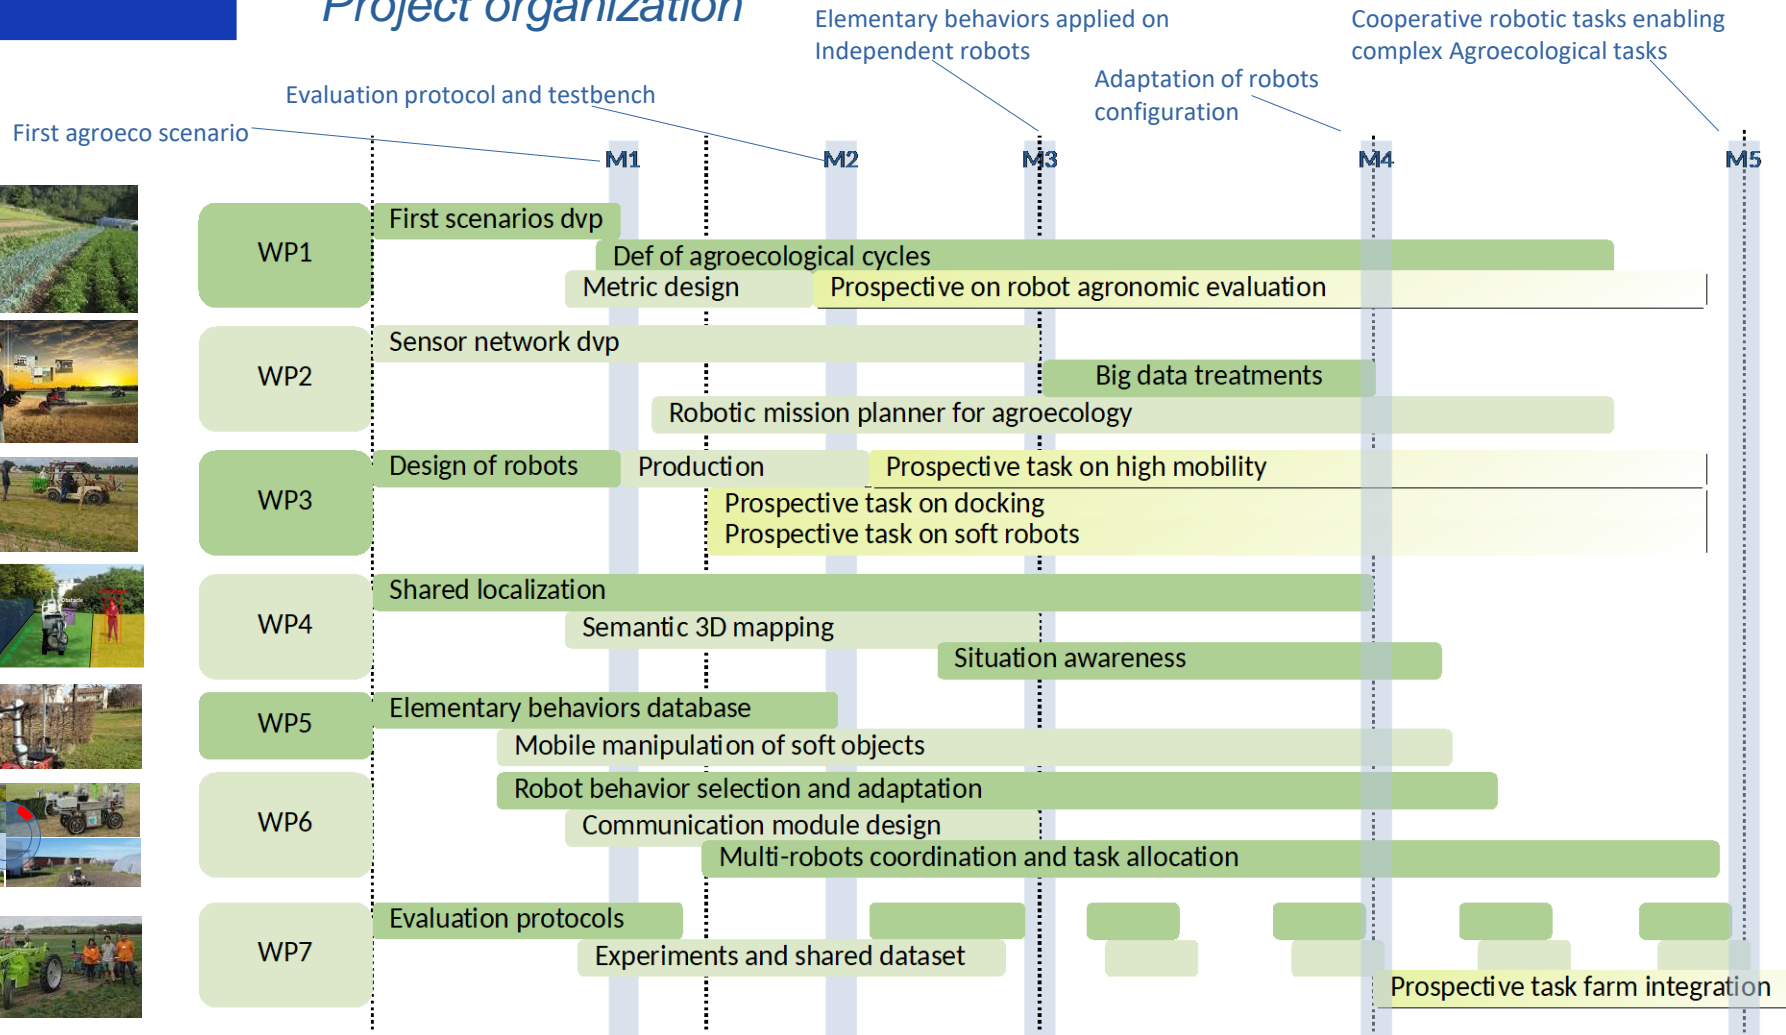 Project organization
Elementary behaviors applied on
Independent robots
Cooperative robotic tasks enabling
complex Agroecological tasks
Adaptation of robots
configuration
Evaluation protocol and testbench
First agroeco scenario
M1
M2
M3
M4
M5
WP1
First scenarios dvp
Def of agroecological cycles
Metric design
Prospective on robot agronomic evaluation
WP2
Sensor network dvp
Big data treatments
Robotic mission planner for agroecology
WP3
Design of robots
Production
Prospective task on high mobility
Prospective task on docking
Prospective task on soft robots
WP4
Shared localization
Semantic 3D mapping
Situation awareness
WP5
Elementary behaviors database
Mobile manipulation of soft objects
WP6
Robot behavior selection and adaptation
Communication module design
Multi-robots coordination and task allocation
WP7
Evaluation protocols
Experiments and shared dataset
Prospective task farm integration